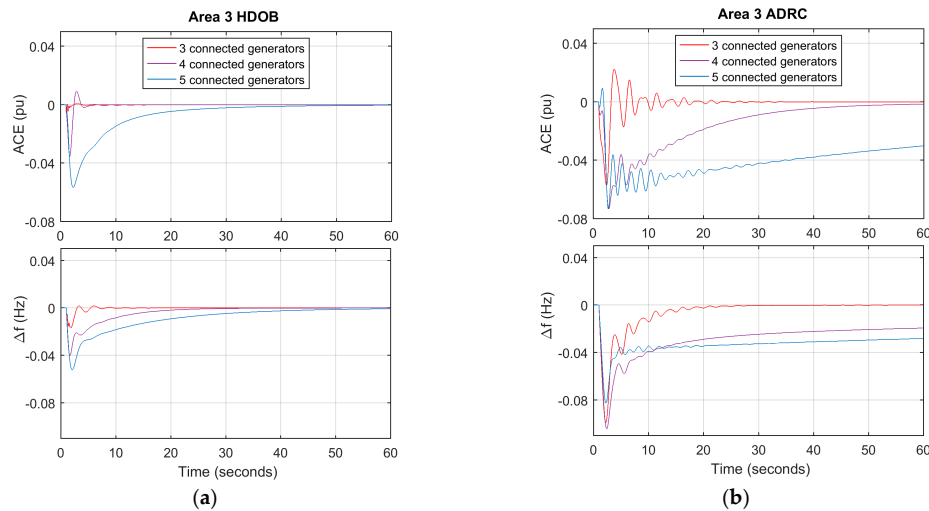 Area 3 HDOB
0.04
0
-0.04
-0.08
ACE (pu)
3 connected generators
4 connected generators
5 connected generators
0 10 20 30 40 50 60
0.04
0
-0.04
-0.08
Δf (Hz)
0 10 20 30 40 50 60
Time (seconds)
(a)
Area 3 ADRC
0.04
0
-0.04
-0.08
ACE (pu)
3 connected generators
4 connected generators
5 connected generators
0 10 20 30 40 50 60
0.04
0
-0.04
-0.08
Δf (Hz)
0 10 20 30 40 50 60
Time (seconds)
(b)